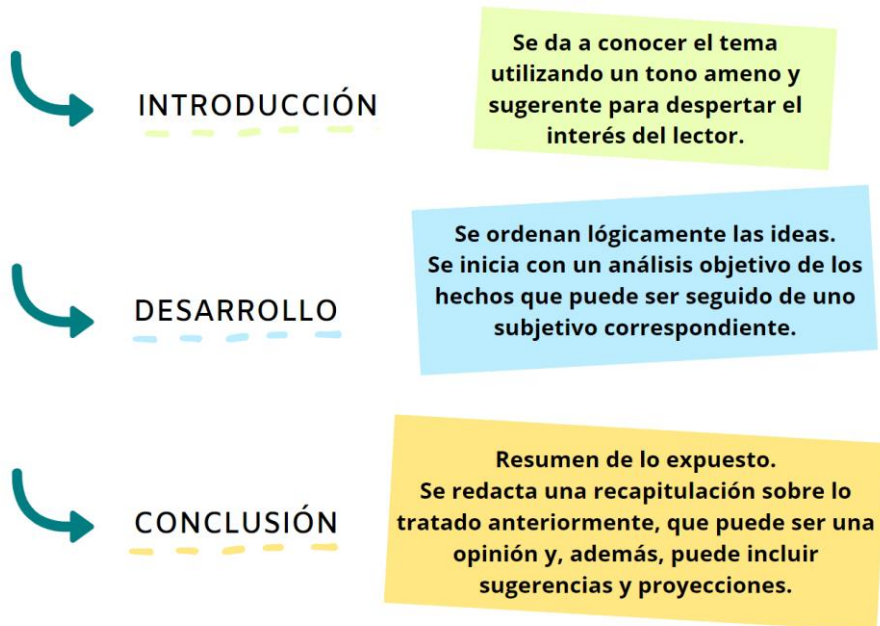 INTRODUCCIÓN
Se da a conocer el tema
utilizando un tono ameno y
sugerente para despertar el
interés del lector.
DESARROLLO
Se ordenan lógicamente las ideas.
Se inicia con un análisis objetivo de los
hechos que puede ser seguido de uno
subjetivo correspondiente.
CONCLUSIÓN
Resumen de lo expuesto.
Se redacta una recapitulación sobre lo
tratado anteriormente, que puede ser una
opinión y, además, puede incluir
sugerencias y proyecciones.